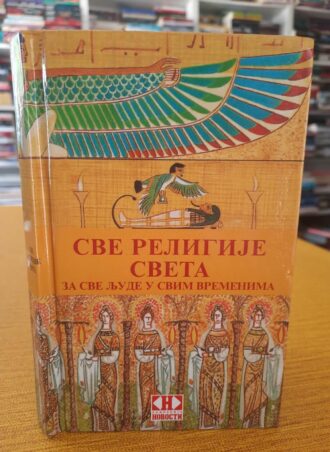 СВЕ РЕЛИГИЈЕ
СВЕТА
ЗА СВЕ ЉУДЕ У СВИМ ВРЕМЕНИМА
Н
НОВОСТИ